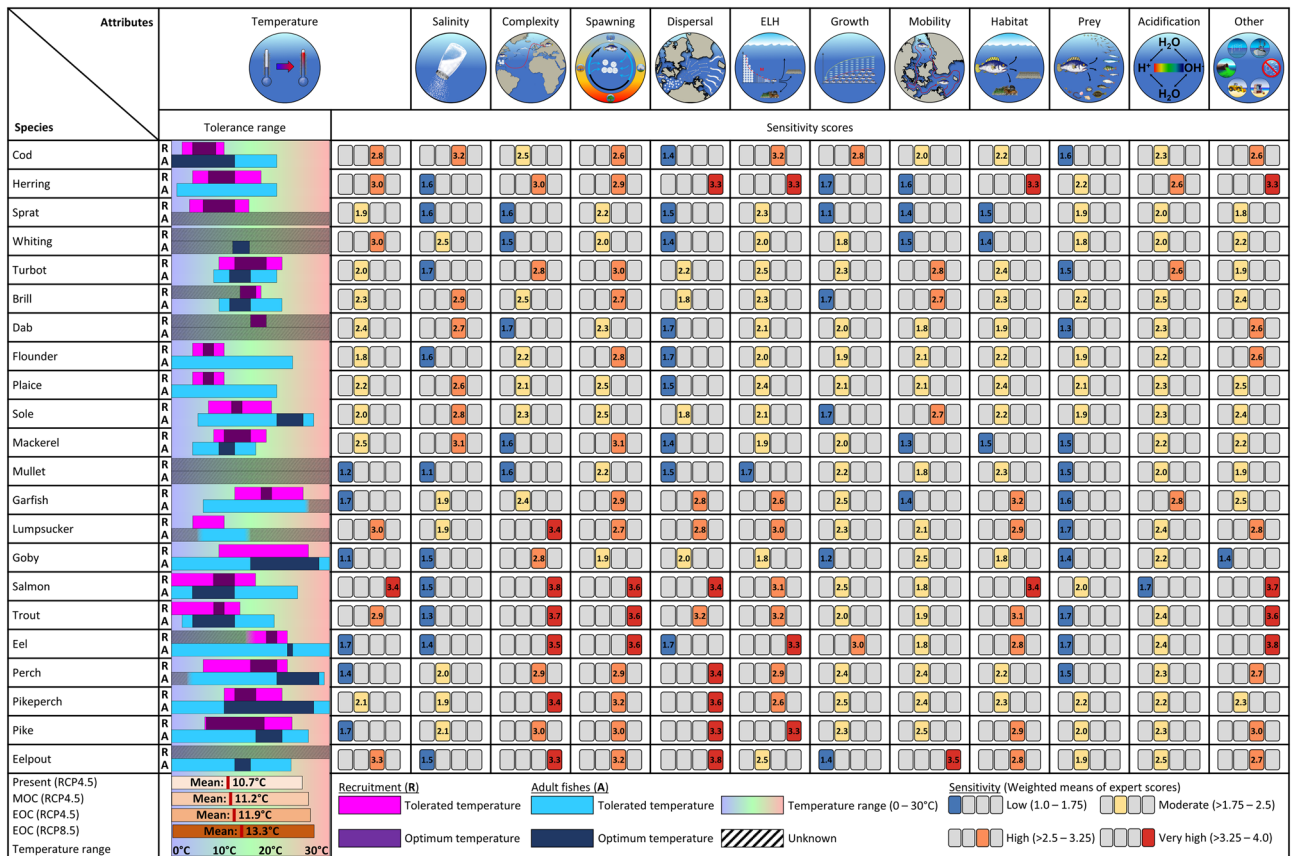 Attributes
Temperature Salinity Complexity Spawning Dispersal ELH Growth Mobility Habitat Prey Acidification Other
H₂O
H⁺ OH⁻
H₂O
Species Tolerance range Sensitivity scores
Cod R A 2.8 3.2 2.5 2.6 1.4 3.2 2.8 2.0 2.2 1.6 2.3 2.6
Herring R A 3.0 1.6 3.0 2.9 3.3 3.3 1.7 1.6 3.3 2.2 2.6 3.3
Sprat R A 1.9 1.6 1.6 2.2 1.5 2.3 1.1 1.4 1.5 1.9 2.0 1.8
Whiting R A 3.0 2.5 1.5 2.0 1.4 2.0 1.8 1.5 1.4 1.8 2.0 2.2
Turbot R A 2.0 1.7 2.8 3.0 2.2 2.5 2.3 2.8 2.4 1.5 2.6 1.9
Brill R A 2.3 2.9 2.5 2.7 1.8 2.3 1.7 2.7 2.3 2.2 2.5 2.4
Dab R A 2.4 2.7 1.7 2.3 1.7 2.1 2.0 1.8 1.9 1.3 2.3 2.6
Flounder R A 1.8 1.6 2.2 2.8 1.7 2.0 1.9 2.1 2.2 1.9 2.2 2.6
Plaice R A 2.2 2.6 2.1 2.5 1.5 2.4 2.1 2.1 2.4 2.1 2.3 2.5
Sole R A 2.0 2.8 2.3 2.5 1.8 2.1 1.7 2.7 2.2 1.9 2.3 2.4
Mackerel R A 2.5 3.1 1.6 3.1 1.4 1.9 2.0 1.3 1.5 1.5 2.2 2.2
Mullet R A 1.2 1.1 1.6 2.2 1.5 1.7 2.2 1.8 2.3 1.5 2.0 1.9
Garfish R A 1.7 1.9 2.4 2.9 2.8 2.6 2.5 1.4 3.2 1.6 2.8 2.5
Lumpsucker R A 3.0 1.9 3.4 2.7 2.8 3.0 2.3 2.1 2.9 1.7 2.4 2.8
Goby R A 1.1 1.5 2.8 1.9 2.0 1.8 1.2 2.5 1.8 1.4 2.2 1.4
Salmon R A 3.4 1.5 3.8 3.6 3.4 3.1 2.5 1.8 3.4 2.0 1.7 3.7
Trout R A 2.9 1.3 3.7 3.6 3.2 3.2 2.0 1.9 3.1 1.7 2.4 3.6
Eel R A 1.7 1.4 3.5 3.6 1.7 3.3 3.0 1.8 2.8 1.7 2.4 3.8
Perch R A 1.4 2.0 2.9 2.9 3.4 2.9 2.4 2.4 2.4 1.5 2.3 2.7
Pikeperch R A 2.1 1.9 3.4 3.2 3.6 2.6 2.5 2.4 2.5 2.2 2.2 2.3
Pike R A 1.7 2.1 3.0 3.0 3.3 3.3 2.3 2.5 2.9 2.0 2.2 3.0
Eelpout R A 3.3 1.5 3.3 3.2 3.8 2.5 1.4 3.5 2.8 1.9 2.5 2.7
Present (RCP4.5) Mean: 10.7°C
MOC (RCP4.5) Mean: 11.2°C
EOC (RCP4.5) Mean: 11.9°C
EOC (RCP8.5) Mean: 13.3°C
Temperature range 0°C 10°C 20°C 30°C
Recruitment (R) Adult fishes (A) Sensitivity (Weighted means of expert scores)
Tolerated temperature Tolerated temperature Temperature range (0 – 30°C) Low (1.0 – 1.75) Moderate (>1.75 – 2.5)
Optimum temperature Optimum temperature Unknown High (>2.5 – 3.25) Very high (>3.25 – 4.0)